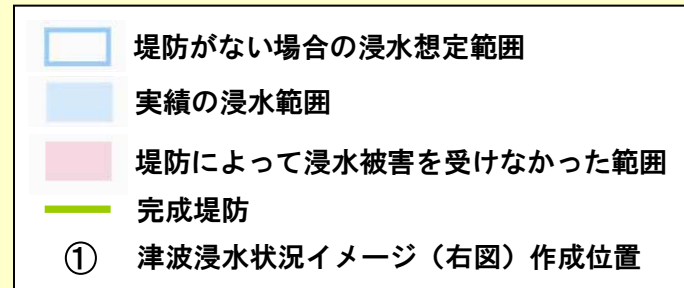 堤防がない場合の浸水想定範囲
実績の浸水範囲
堤防によって浸水被害を受けなかった範囲
完成堤防
① 津波浸水状況イメージ（右図）作成位置